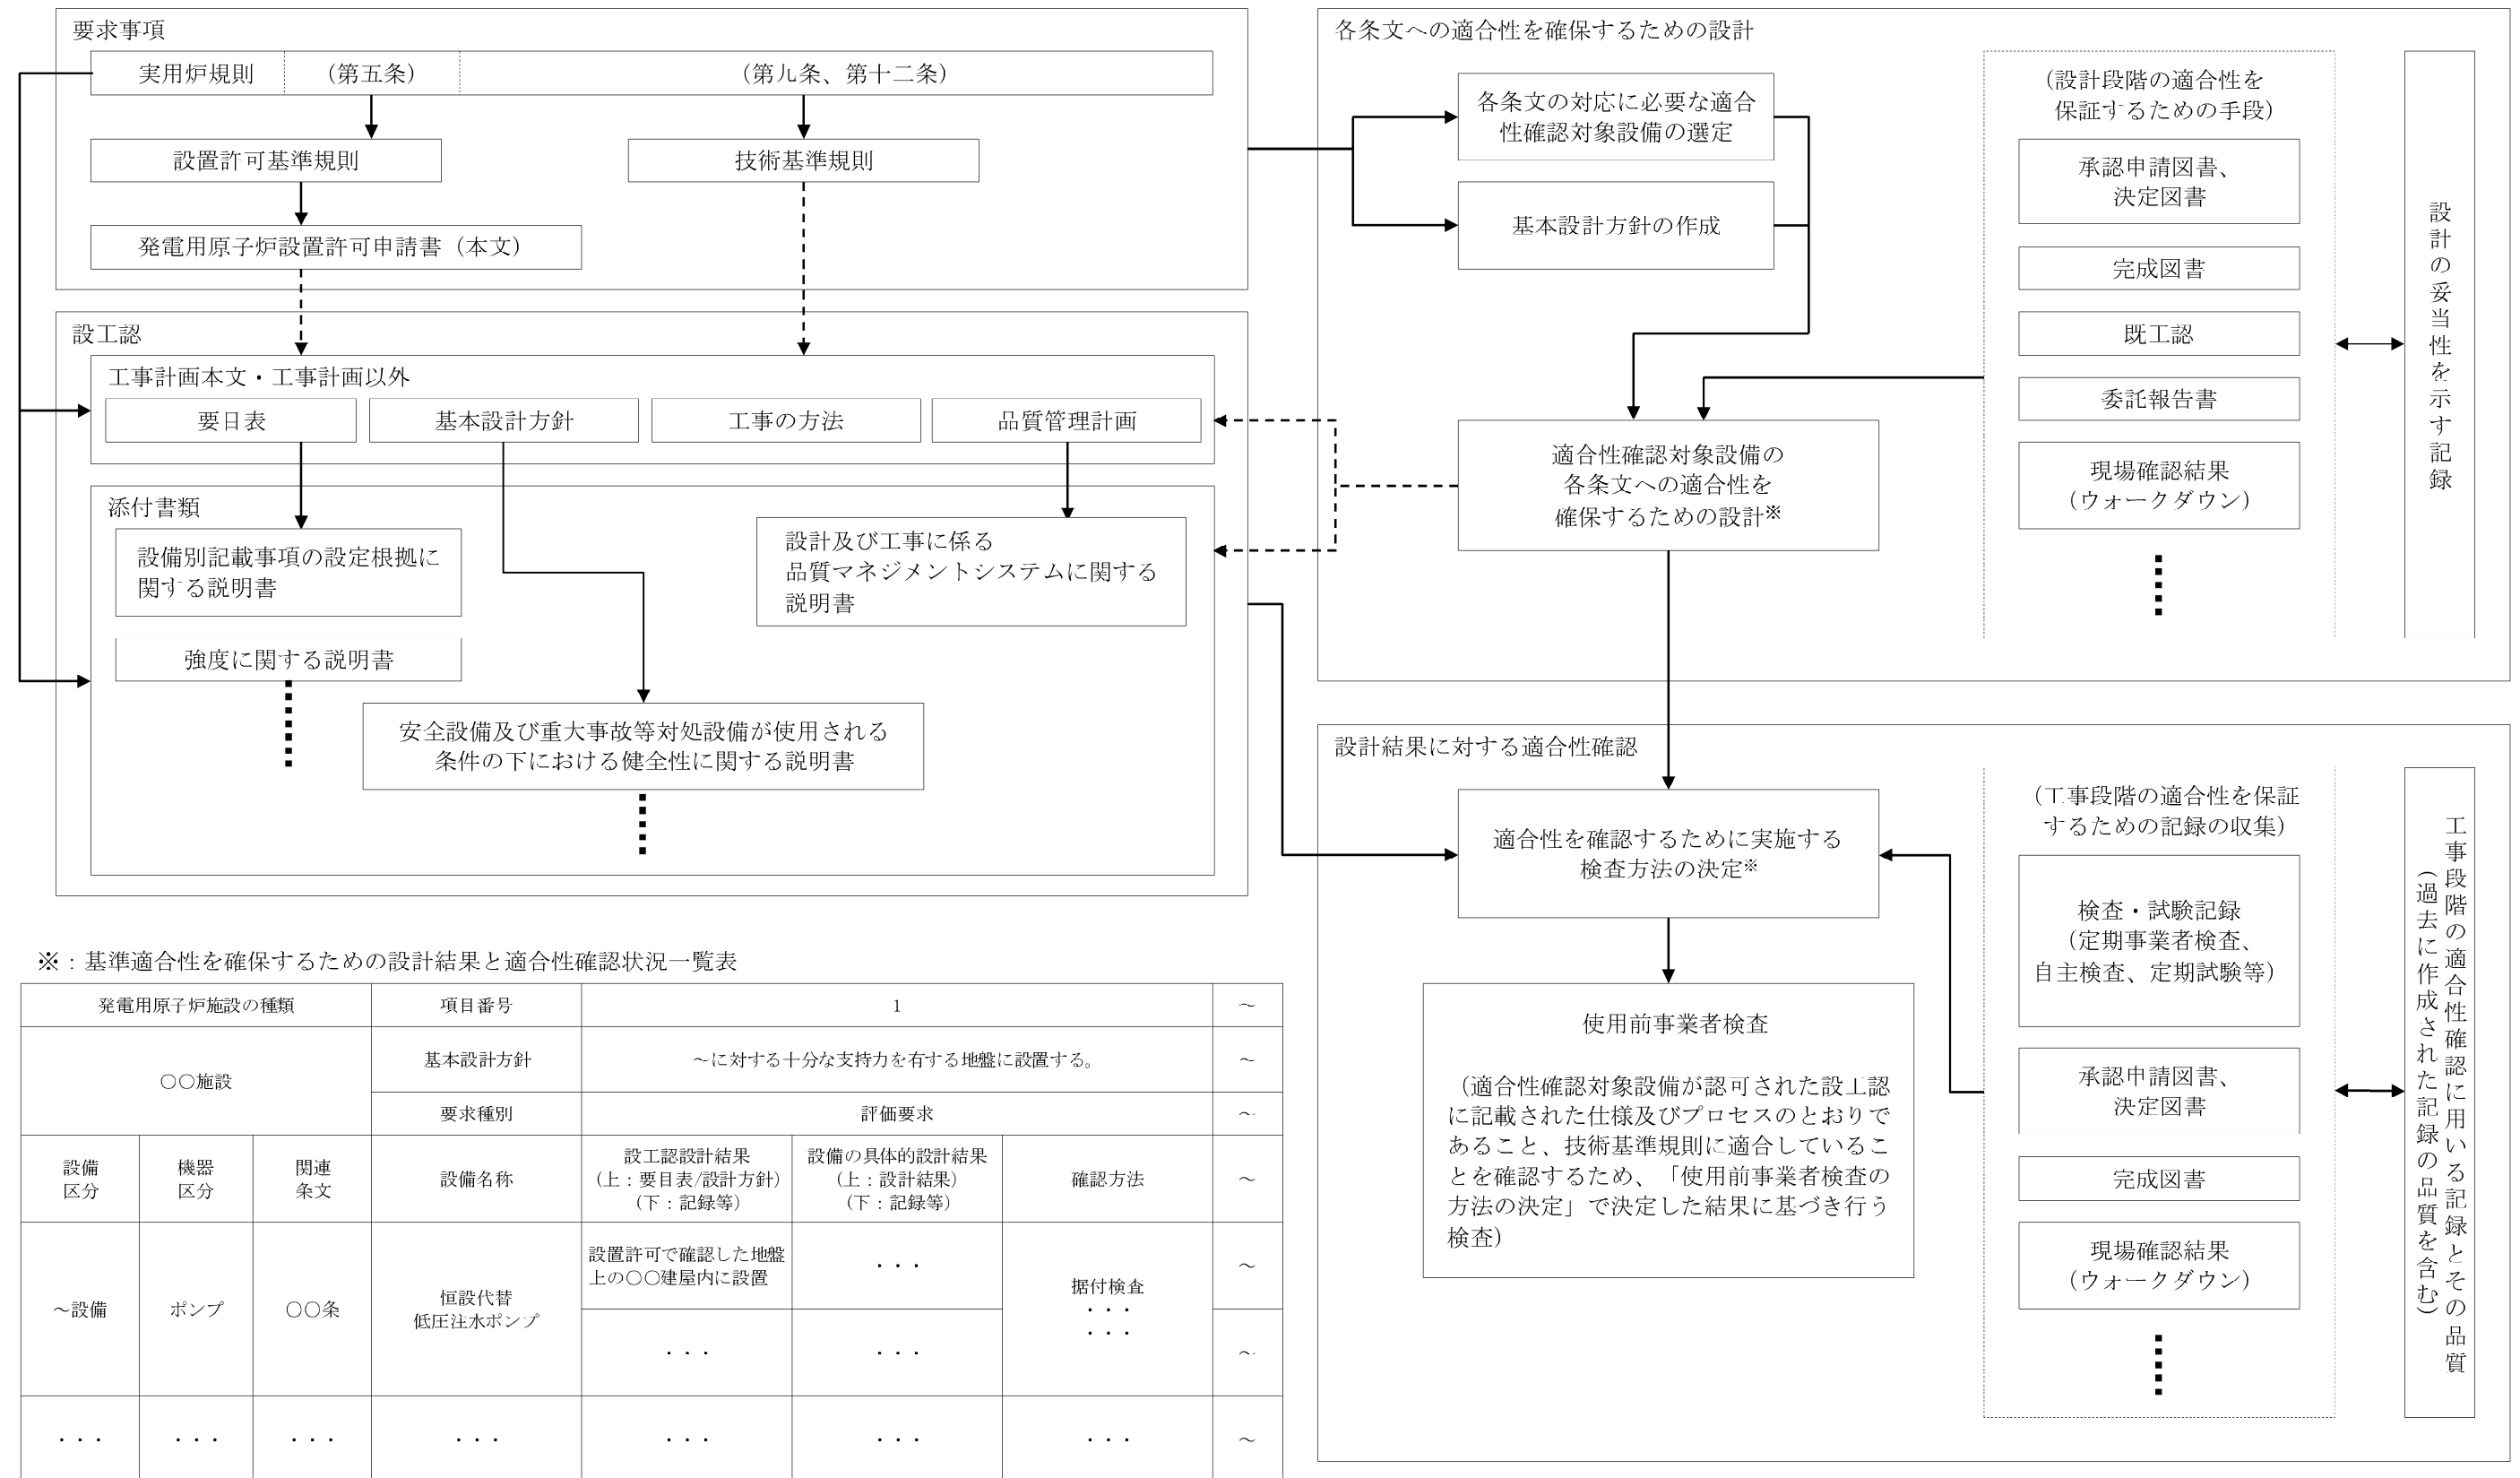 要求事項
実用炉規則
（第五条）
（第九条、第十二条）
設置許可基準規則
技術基準規則
発電用原子炉設置許可申請書（本文）
設工認
工事計画本文・工事計画以外
要目表
基本設計方針
工事の方法
品質管理計画
添付書類
設備別記載事項の設定根拠に
関する説明書
設計及び工事に係る
品質マネジメントシステムに関する
説明書
強度に関する説明書
安全設備及び重大事故等対処設備が使用される
条件の下における健全性に関する説明書
各条文への適合性を確保するための設計
各条文の対応に必要な適合
性確認対象設備の選定
基本設計方針の作成
適合性確認対象設備の
各条文への適合性を
確保するための設計※
（設計段階の適合性を
保証するための手段）
承認申請図書、
決定図書
完成図書
既工認
委託報告書
現場確認結果
（ウォークダウン）
設計の妥当性を示す記録
設計結果に対する適合性確認
適合性を確認するために実施する
検査方法の決定※
使用前事業者検査
（適合性確認対象設備が認可された設工認
に記載された仕様及びプロセスのとおりで
あること、技術基準規則に適合しているこ
とを確認するため、「使用前事業者検査の
方法の決定」で決定した結果に基づき行う
検査）
（工事段階の適合性を保証
するための記録の収集）
検査・試験記録
（定期事業者検査、
自主検査、定期試験等）
承認申請図書、
決定図書
完成図書
現場確認結果
（ウォークダウン）
工事段階の適合性確認に用いる記録とその品質
（過去に作成された記録の品質を含む）
※：基準適合性を確保するための設計結果と適合性確認状況一覧表
発電用原子炉施設の種類
項目番号
1
～
○○施設
基本設計方針
～に対する十分な支持力を有する地盤に設置する。
～
要求種別
評価要求
～
設備
区分
機器
区分
関連
条文
設備名称
設工認設計結果
（上：要目表/設計方針）
（下：記録等）
設備の具体的設計結果
（上：設計結果）
（下：記録等）
確認方法
～
～設備
ポンプ
○○条
恒設代替
低圧注水ポンプ
設置許可で確認した地盤
上の○○建屋内に設置
・・・
据付検査
・・・
・・・
～
・・・
・・・
～
・・・
・・・
・・・
・・・
・・・
・・・
・・・
～